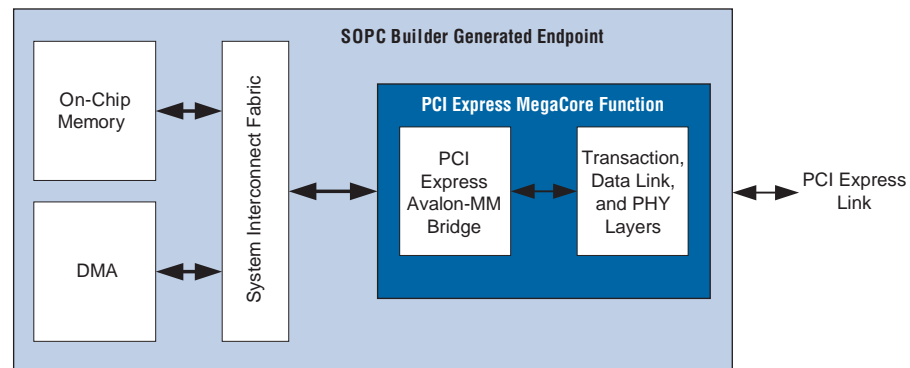 SOPC Builder Generated Endpoint
On-Chip
Memory
DMA
System Interconnect Fabric
PCI Express MegaCore Function
PCI
Express
Avalon-MM
Bridge
Transaction,
Data Link,
and PHY
Layers
PCI Express
Link